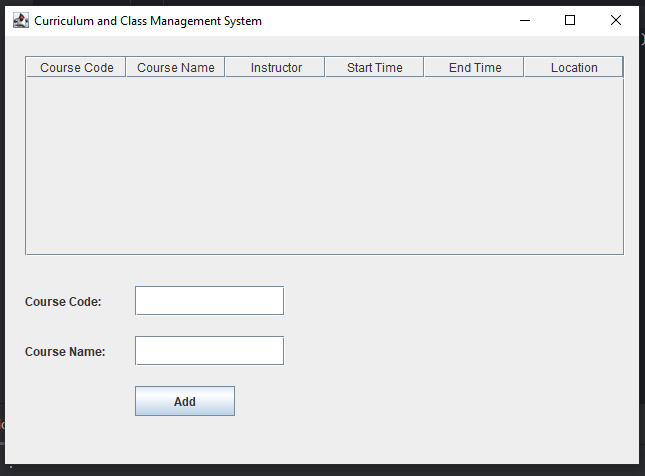 Curriculum and Class Management System
Course Code Course Name Instructor Start Time End Time Location
Course Code:
Course Name:
Add